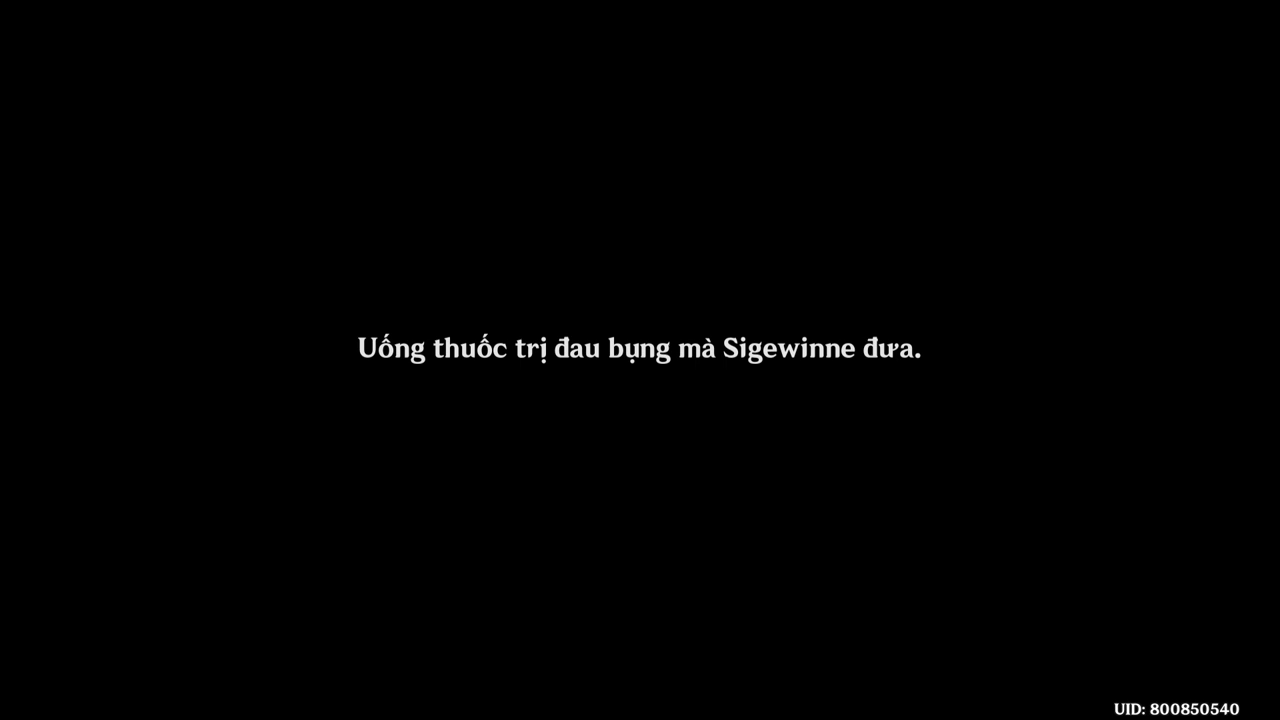 Uống thuốc trị đau bụng mà Sigewinne đưa.
UID: 800850540